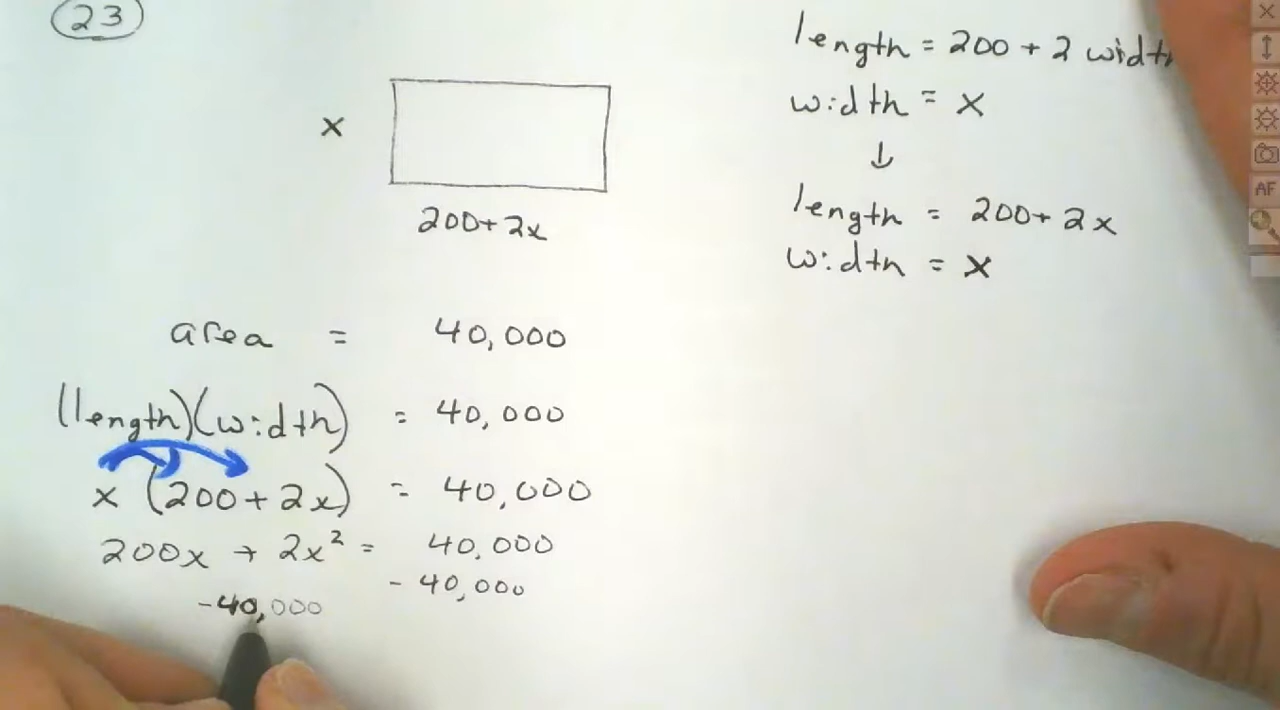 23
length = 200 + 2 width
width = x
↓
length = 200 + 2x
width = x
x
200 + 2x
area = 40,000
(length)(width) = 40,000
x (200 + 2x) = 40,000
200x + 2x² = 40,000
- 40,000
- 40,000
AF